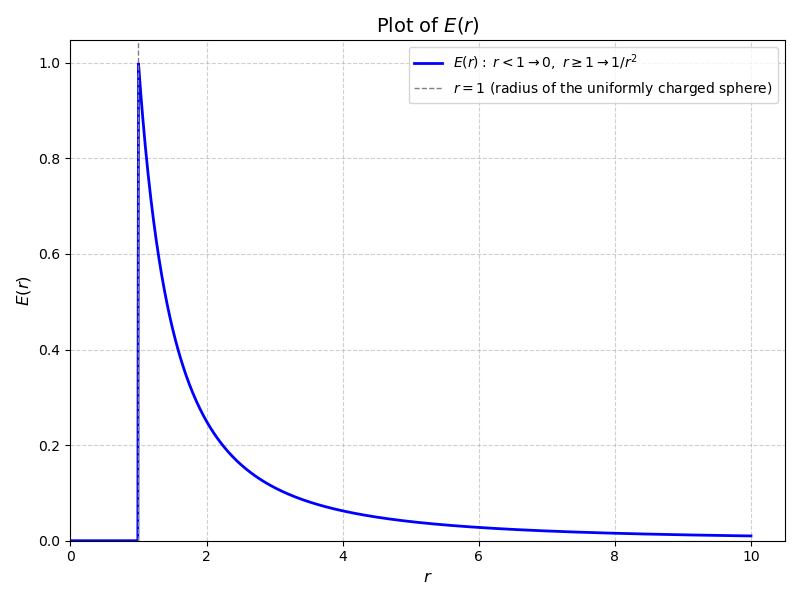 Plot of E(r)
E(r) : r < 1 → 0, r ≥ 1 → 1/r²
r = 1 (radius of the uniformly charged sphere)
E(r)
1.0
0.8
0.6
0.4
0.2
0.0
0 2 4 6 8 10
r